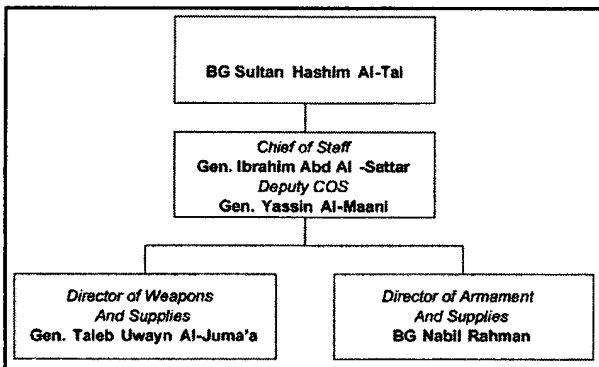 BG Sultan Hashim Al-Tai
Chief of Staff
Gen. Ibrahim Abd Al -Sattar
Deputy COS
Gen. Yassin Al-Maani
Director of Weapons
And Supplies
Gen. Taleb Uwayn Al-Juma'a
Director of Armament
And Supplies
BG Nabil Rahman